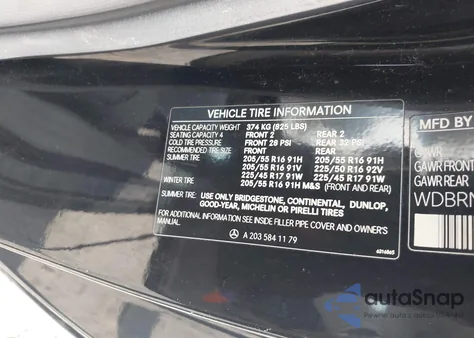 VEHICLE TIRE INFORMATION
VEHICLE CAPACITY WEIGHT 374 KG (825 LBS)
SEATING CAPACITY 4 FRONT 2 REAR 2
COLD TIRE PRESSURE FRONT 28 PSI REAR 32 PSI
RECOMMENDED TIRE SIZE FRONT REAR
SUMMER TIRE 205/55 R16 91H 205/55 R16 91H
205/55 R16 91V 225/50 R16 92V
225/45 R17 91W 225/45 R17 91W
WINTER TIRE 205/55 R16 91H M&S (FRONT AND REAR)
SUMMER TIRE: USE ONLY BRIDGESTONE, CONTINENTAL, DUNLOP,
GOOD-YEAR, MICHELIN OR PIRELLI TIRES
FOR ADDITIONAL INFORMATION SEE INSIDE FILLER PIPE COVER AND OWNER'S
MANUAL
A 203 584 11 79
MFD BY
GAWR
GAWR FRONT
GAWR REAR
WDBRN
autoSnap